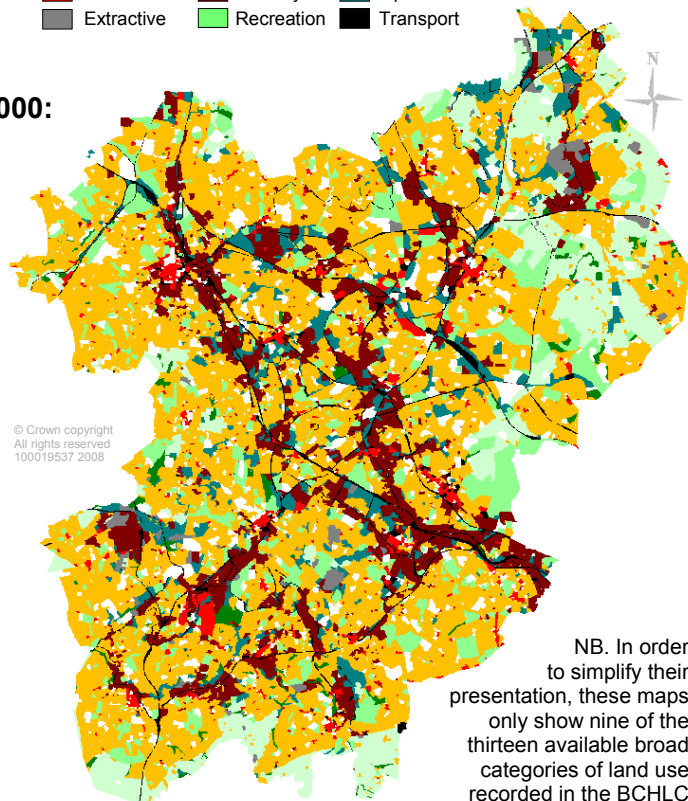 Extractive
Recreation
Transport
000:
N
© Crown copyright
All rights reserved
100019537 2008
NB. In order
to simplify their
presentation, these maps
only show nine of the
thirteen available broad
categories of land use
recorded in the BCHLC